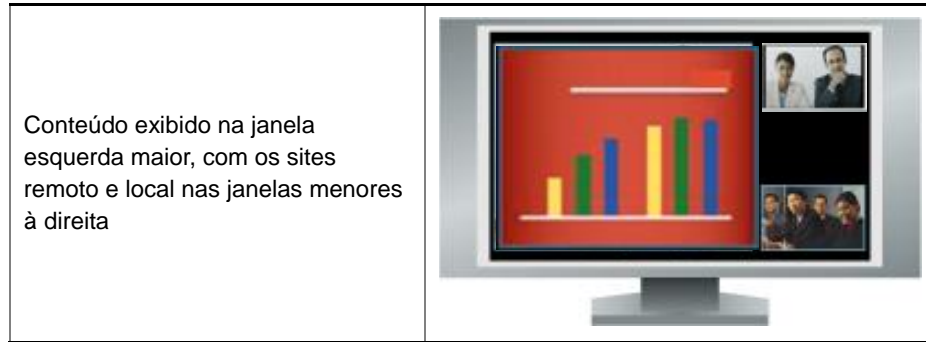 Conteúdo exibido na janela
esquerda maior, com os sites
remoto e local nas janelas menores
à direita